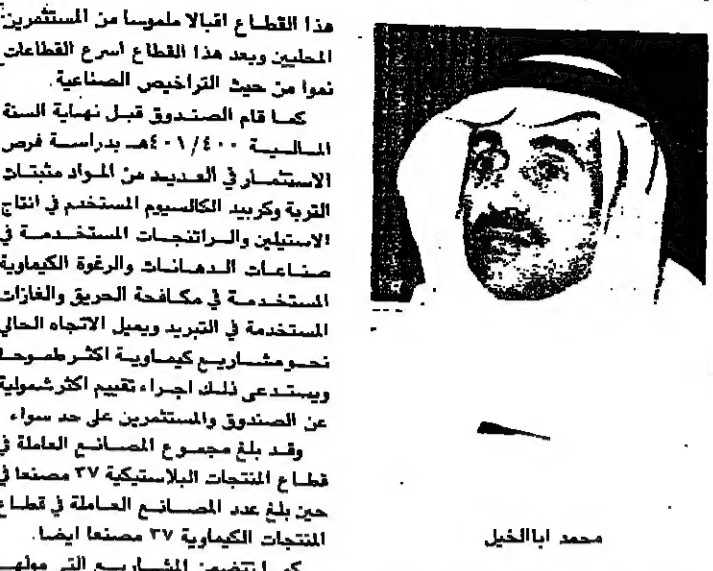 هذا القطاع اقبالا ملموسا من المستثمرين
المحليين ويعد هذا القطاع اسرع القطاعات
نموا من حيث التراخيص الصناعية .
كما قام الصندوق قبل نهاية السنة
المالية ٤٠١/٤٠٠هـ بدراسة فرص
الاستثمار في العديد من المواد مثبتات
التربة وكربيد الكالسيوم المستخدم في انتاج
الاستيلين والراتنجات المستخدمة في
صناعات الدهانات والرغوة الكيماوية
المستخدمة في مكافحة الحريق والغازات
المستخدمة في التبريد ويميل الاتجاه الحالي
نحو مشاريع كيماوية اكثر طموحا
ويستدعى ذلك اجراء تقييم اكثر شمولية
عن الصندوق والمستثمرين على حد سواء
وقد بلغ مجموع المصانع العاملة في
قطاع المنتجات البلاستيكية ٣٧ مصنعا في
حين بلغ عدد المصانع العاملة في قطاع
المنتجات الكيماوية ٣٧ مصنعا ايضا .
المشاريع التي مولها
محمد اباالخيل